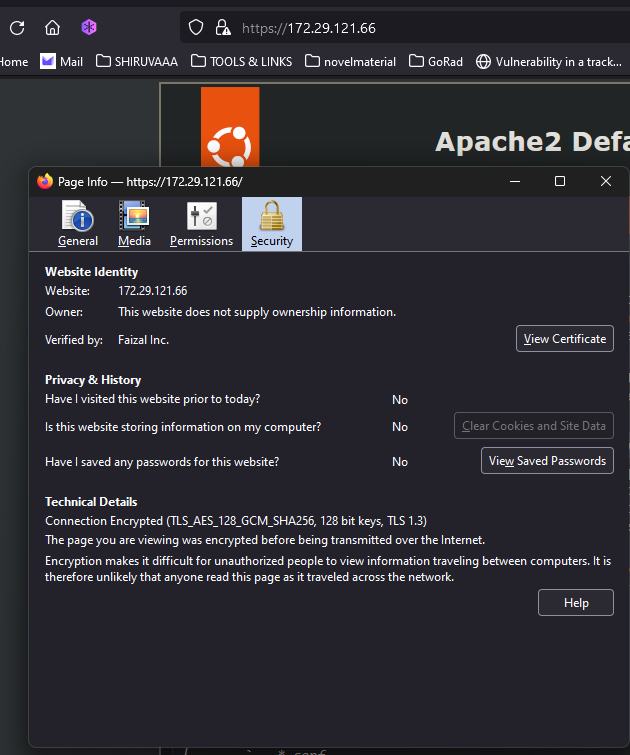 https://172.29.121.66
Home Mail SHIRUVAAA TOOLS & LINKS novelmaterial GoRad Vulnerability in a track...
Apache2 Defa
Page Info — https://172.29.121.66/
General Media Permissions Security
Website Identity
Website: 172.29.121.66
Owner: This website does not supply ownership information.
Verified by: Faizal Inc. View Certificate
Privacy & History
Have I visited this website prior to today? No
Is this website storing information on my computer? No Clear Cookies and Site Data
Have I saved any passwords for this website? No View Saved Passwords
Technical Details
Connection Encrypted (TLS_AES_128_GCM_SHA256, 128 bit keys, TLS 1.3)
The page you are viewing was encrypted before being transmitted over the Internet.
Encryption makes it difficult for unauthorized people to view information traveling between computers. It is
therefore unlikely that anyone read this page as it traveled across the network.
Help